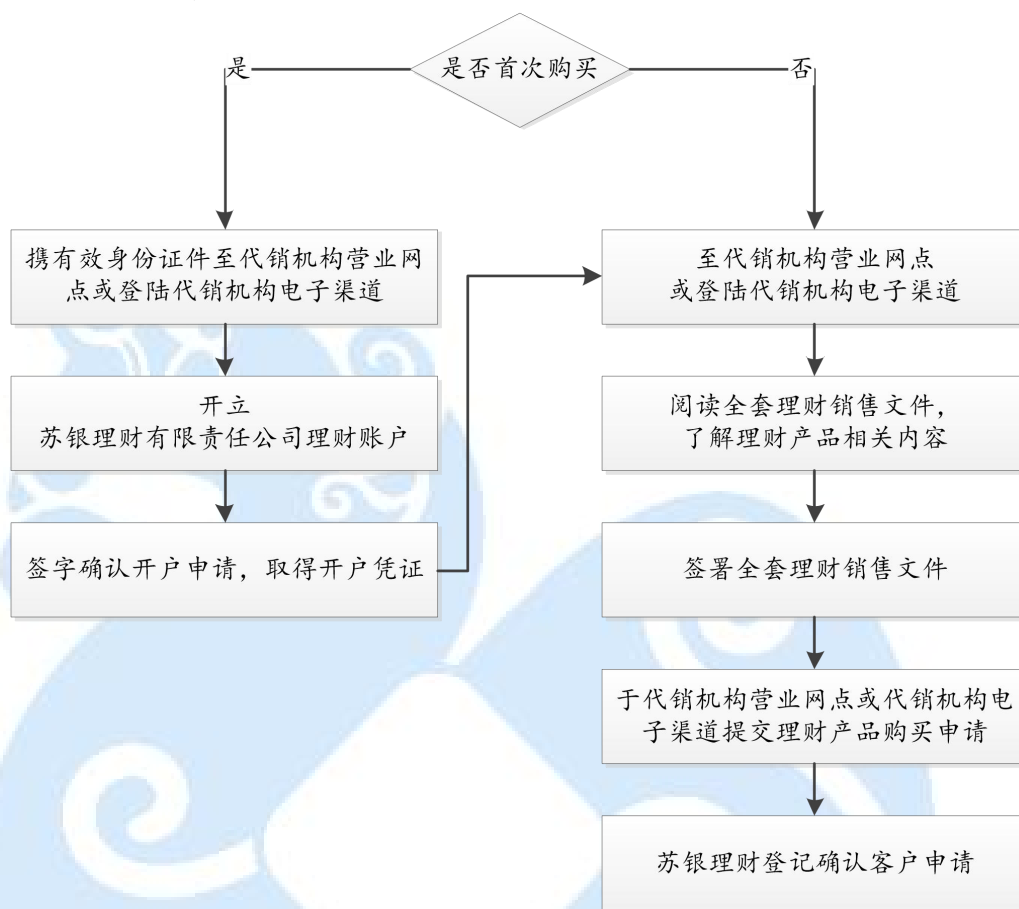 是否首次购买
是
否
携有效身份证件至代销机构营业网
点或登陆代销机构电子渠道
开立
苏银理财有限责任公司理财账户
签字确认开户申请，取得开户凭证
至代销机构营业网点
或登陆代销机构电子渠道
阅读全套理财销售文件，
了解理财产品相关内容
签署全套理财销售文件
于代销机构营业网点或代销机构电
子渠道提交理财产品购买申请
苏银理财登记确认客户申请